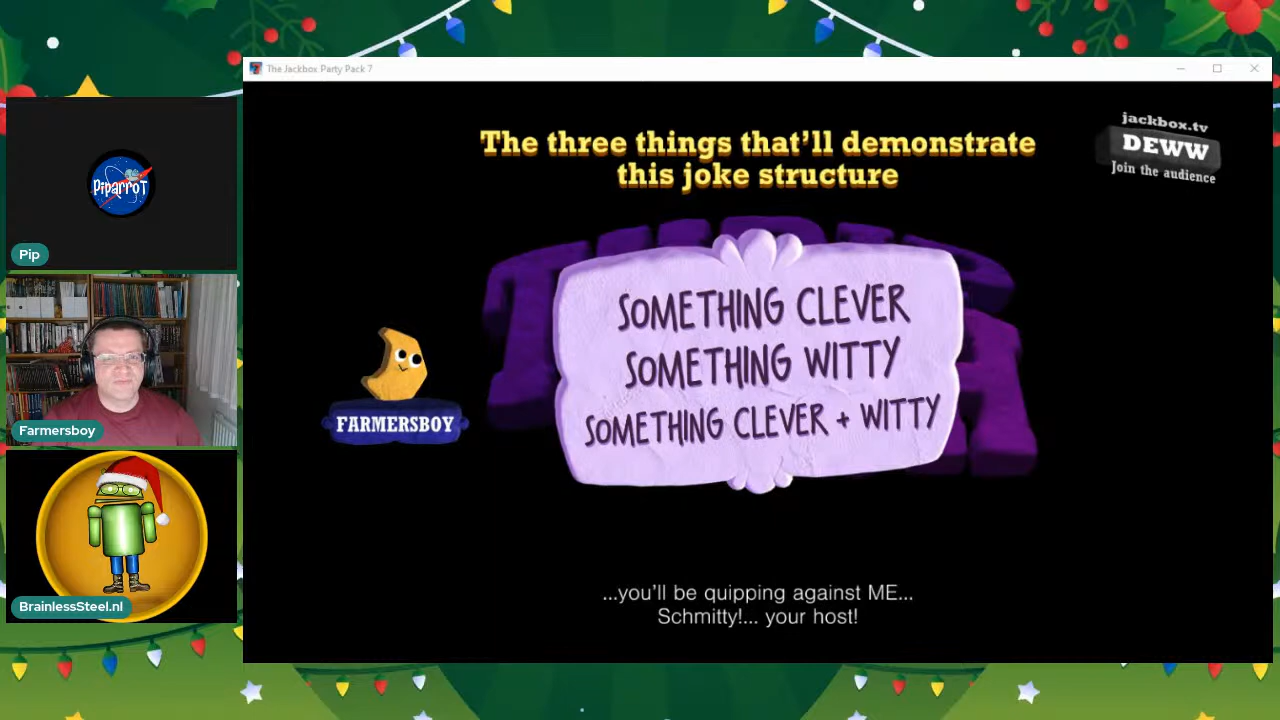 The Jackbox Party Pack 7
The three things that'll demonstrate
this joke structure
jackbox.tv
DEWW
Join the audience
SOMETHING CLEVER
SOMETHING WITTY
SOMETHING CLEVER + WITTY
FARMERSBOY
...you'll be quipping against ME...
Schmitty!... your host!
PiparroT
Pip
Farmersboy
BrainlessSteel.nl